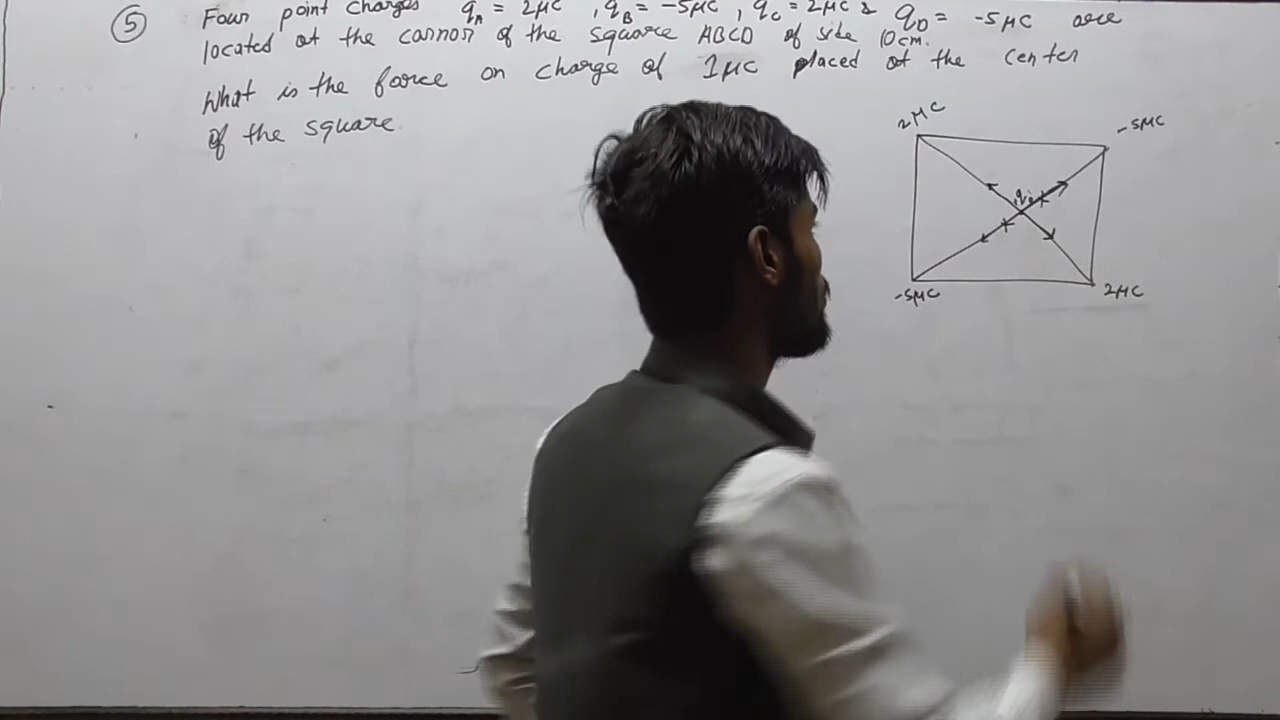 ⑤ Four point charges qA = 2μC , qB = -5μC , qC = 2μC & qD = -5μC are
located at the cornor of the square ABCD of side 10cm.
What is the force on charge of 1μC placed at the center
of the square.
2μC
-5μC
-5μC
2μC